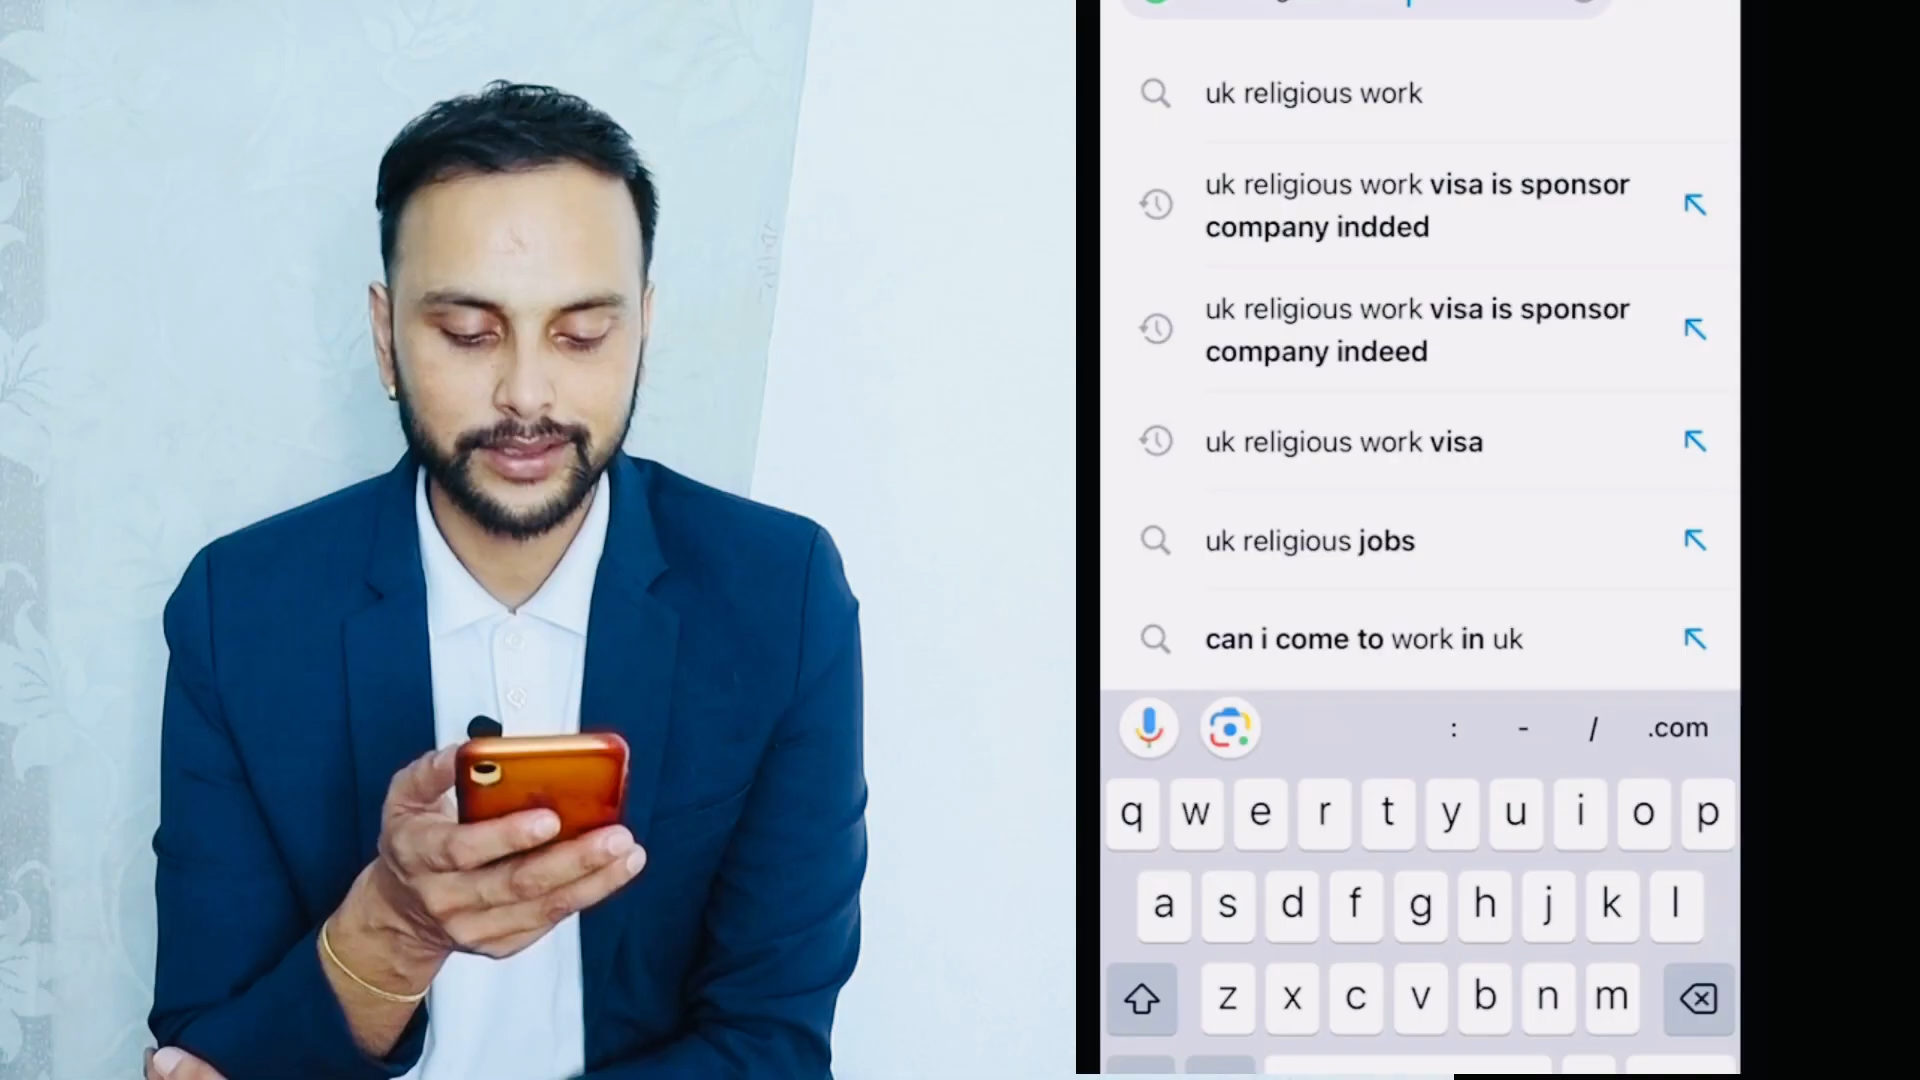 uk religious work
uk religious work visa is sponsor
company indded
uk religious work visa is sponsor
company indeed
uk religious work visa
uk religious jobs
can i come to work in uk
: - / .com
q w e r t y u i o p
a s d f g h j k l
z x c v b n m